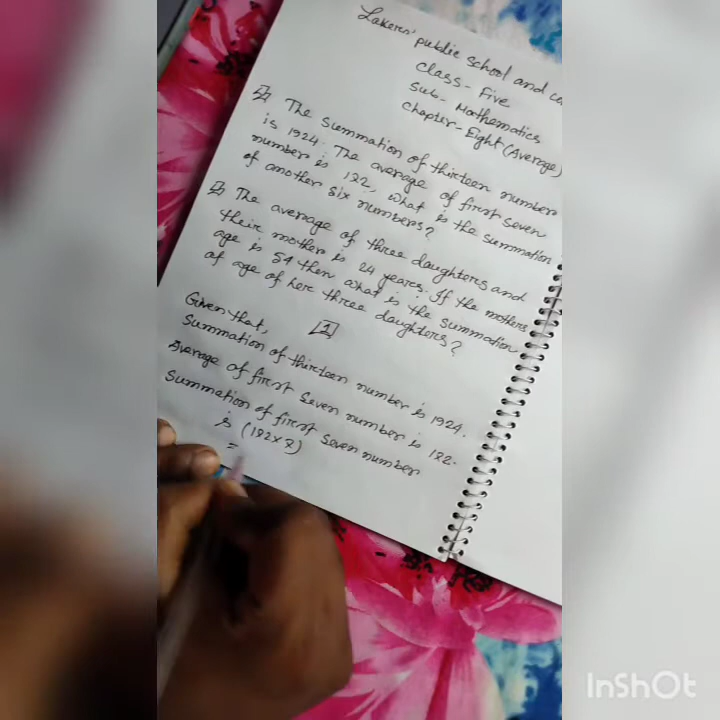 public school and
Class- Five
Sub- Mathematics
Chapter- Eight (Average)
1) The summation of thirteen number
is 1924. The average of first seven
number is 122, what is the summation
of another six numbers?
2) The average of three daughters and
their mother is 24 years. If the mothers
age is 54 then what is the summation
of age of her three daughters?
1
Given that,
Summation of thirteen number is 1924.
Average of first seven number is 122.
Summation of first seven number
is (122×7)
=
InShOt